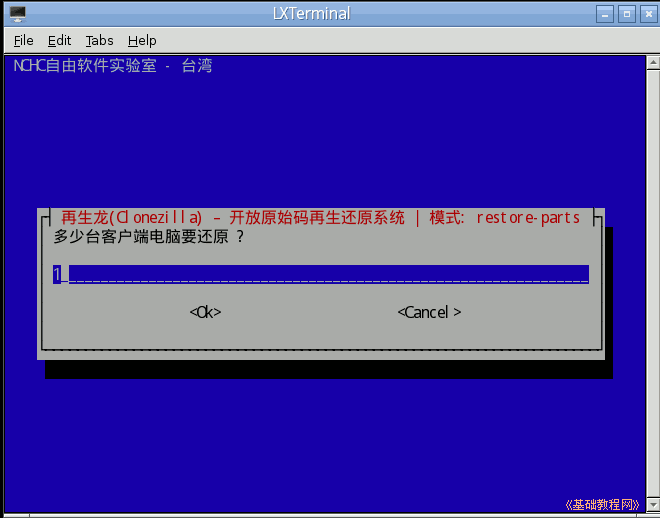 LXTerminal
File Edit Tabs Help
NCHC自由软件实验室 - 台湾
再生龙(Clonezilla) - 开放原始码再生还原系统 | 模式: restore-parts
多少台客户端电脑要还原 ?
1
<Ok> <Cancel>
《基础教程网》